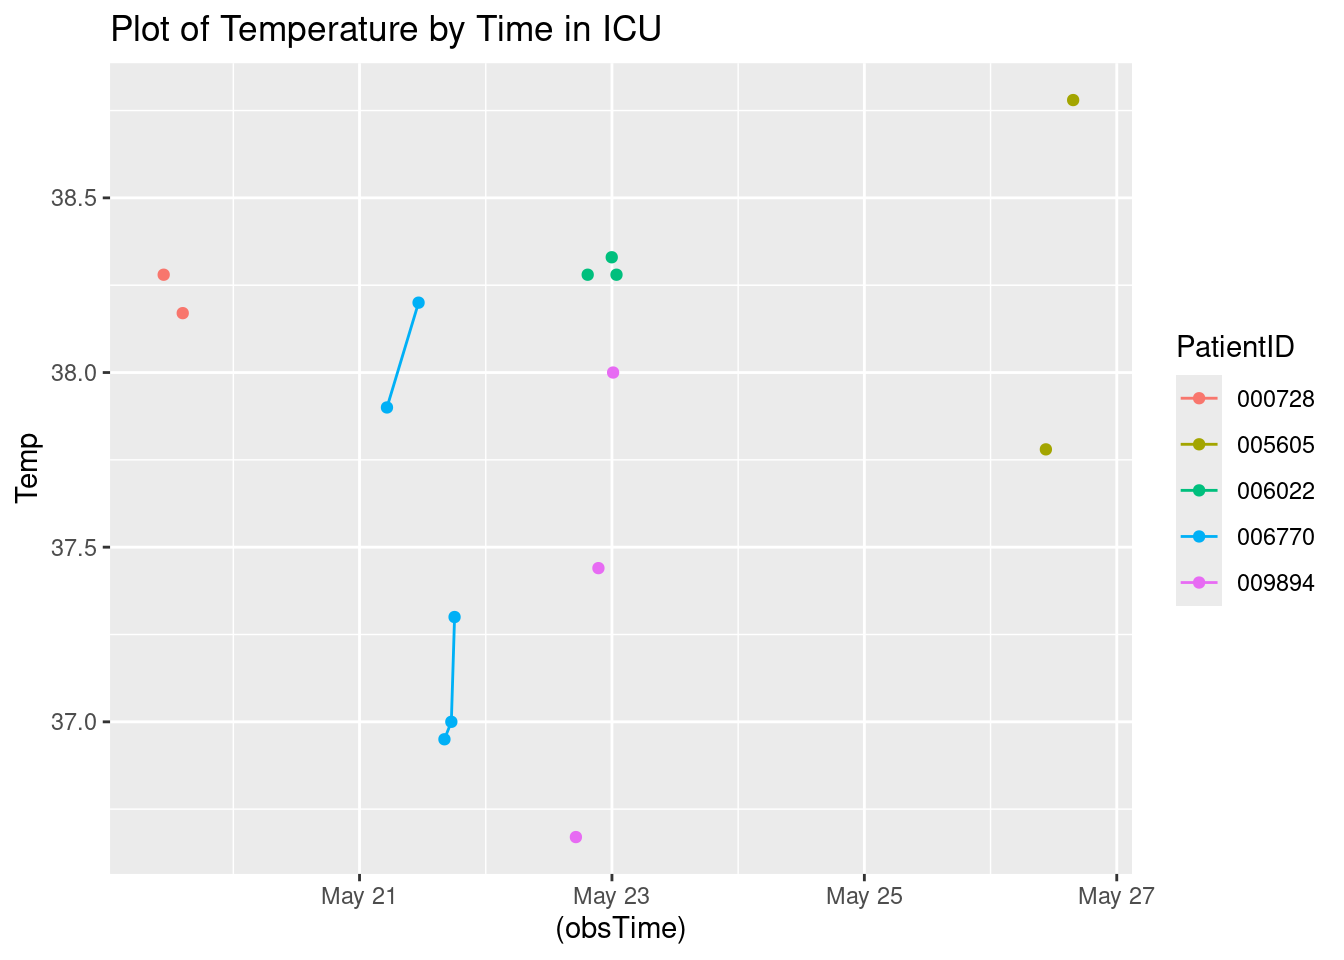 Plot of Temperature by Time in ICU
Temp
38.5
38.0
37.5
37.0
May 21 May 23 May 25 May 27
(obsTime)
PatientID
000728
005605
006022
006770
009894